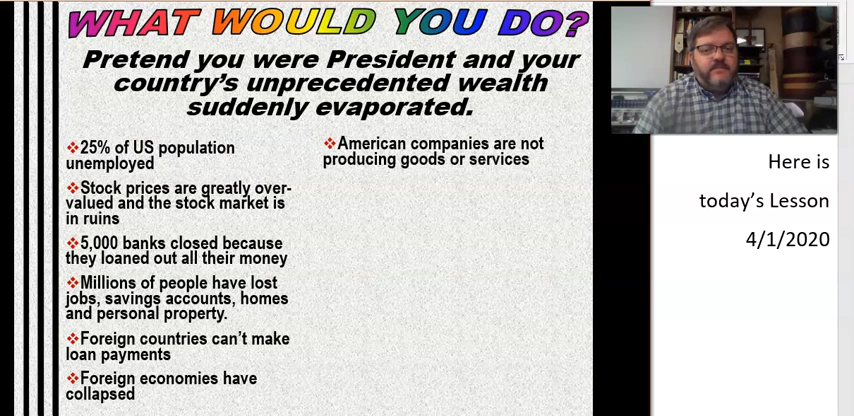 WHAT WOULD YOU DO?
Pretend you were President and your
country's unprecedented wealth
suddenly evaporated.
❖25% of US population
unemployed
❖Stock prices are greatly over-
valued and the stock market is
in ruins
❖5,000 banks closed because
they loaned out all their money
❖Millions of people have lost
jobs, savings accounts, homes
and personal property.
❖Foreign countries can't make
loan payments
❖Foreign economies have
collapsed
❖American companies are not
producing goods or services
Here is
today's Lesson
4/1/2020